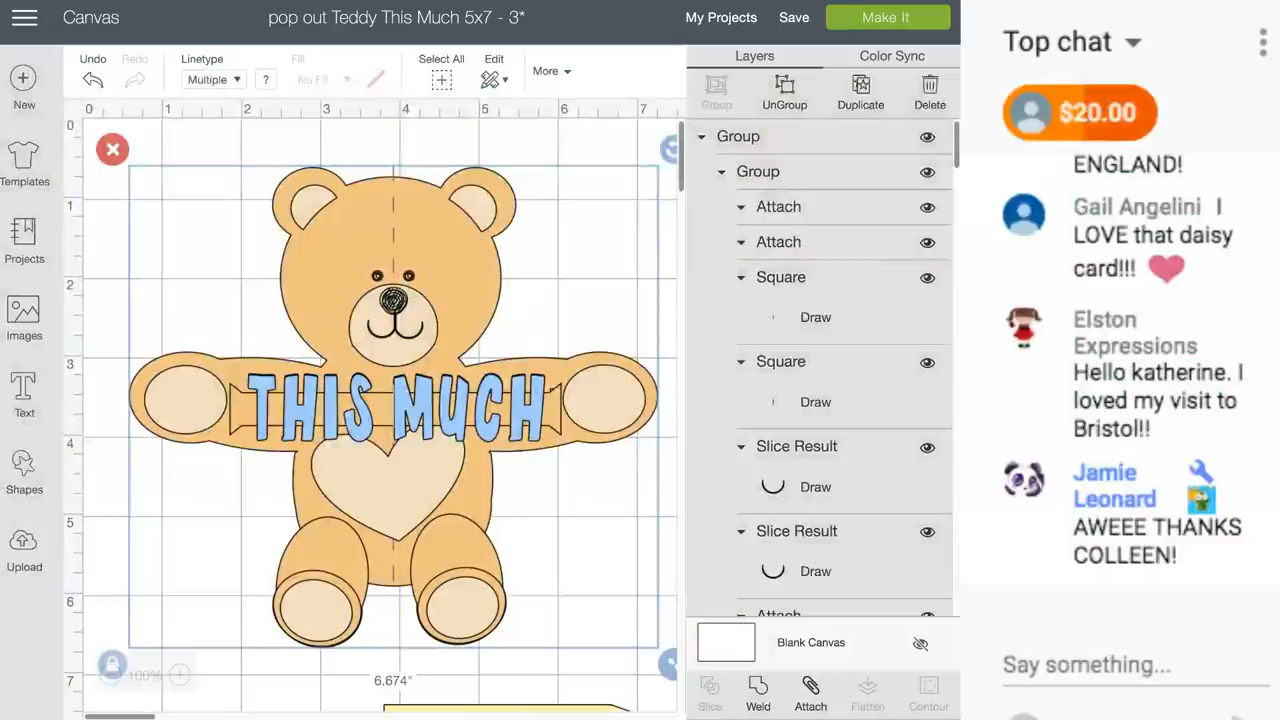 Canvas
pop out Teddy This Much 5x7 - 3*
My Projects
Save
Make It
Undo
Redo
Linetype
Multiple
?
Fill
No Fill
Select All
Edit
More
Layers
Color Sync
Group
UnGroup
Duplicate
Delete
New
Templates
Projects
Images
Text
Shapes
Upload
0 1 2 3 4 5 6 7
0
1
2
3
4
5
6
7
THIS MUCH
100%
6.674"
Group
Group
Attach
Attach
Square
Draw
Square
Draw
Slice Result
Draw
Slice Result
Draw
Attach
Blank Canvas
Slice
Weld
Attach
Flatten
Contour
Top chat
$20.00
ENGLAND!
Gail Angelini I
LOVE that daisy
card!!!
Elston
Expressions
Hello katherine. I
loved my visit to
Bristol!!
Jamie
Leonard
AWEEE THANKS
COLLEEN!
Say something...